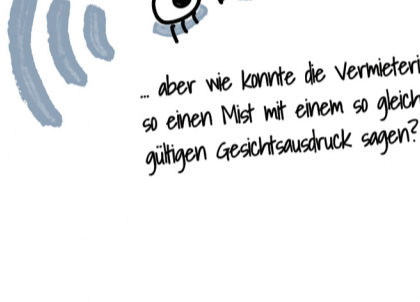 ... aber wie konnte die Vermieteri
so einen Mist mit einem so gleich
gültigen Gesichtsausdruck sagen?